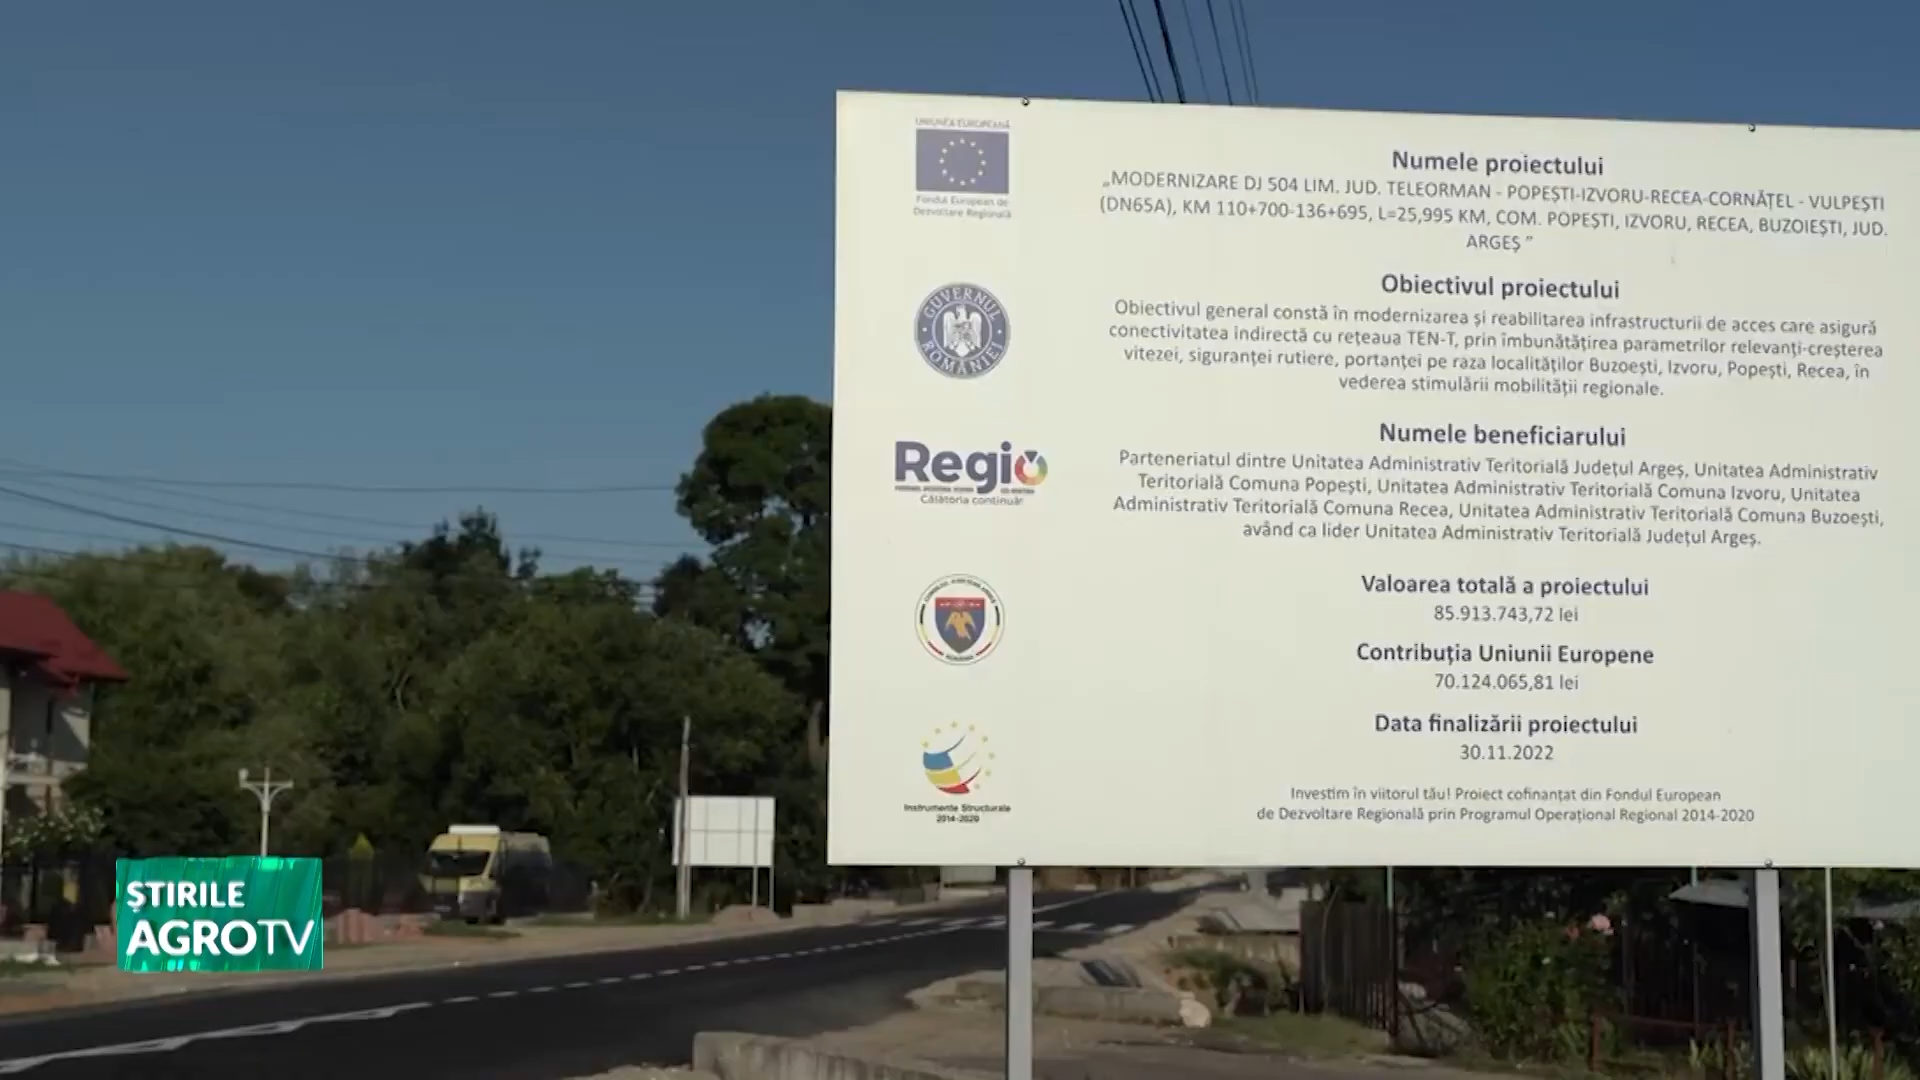 UNIUNEA EUROPEANĂ
Fondul European de
Dezvoltare Regională
GUVERNUL ROMÂNIEI
Regio
Călătoria continuă!
Instrumente Structurale
2014-2020
Numele proiectului
„MODERNIZARE DJ 504 LIM. JUD. TELEORMAN - POPEȘTI-IZVORU-RECEA-CORNĂȚEL - VULPEȘTI
(DN65A), KM 110+700-136+695, L=25,995 KM, COM. POPEȘTI, IZVORU, RECEA, BUZOIEȘTI, JUD.
ARGEȘ ”
Obiectivul proiectului
Obiectivul general constă în modernizarea și reabilitarea infrastructurii de acces care asigură
conectivitatea indirectă cu rețeaua TEN-T, prin îmbunătățirea parametrilor relevanți-creșterea
vitezei, siguranței rutiere, portanței pe raza localităților Buzoești, Izvoru, Popești, Recea, în
vederea stimulării mobilității regionale.
Numele beneficiarului
Parteneriatul dintre Unitatea Administrativ Teritorială Județul Argeș, Unitatea Administrativ
Teritorială Comuna Popești, Unitatea Administrativ Teritorială Comuna Izvoru, Unitatea
Administrativ Teritorială Comuna Recea, Unitatea Administrativ Teritorială Comuna Buzoești,
având ca lider Unitatea Administrativ Teritorială Județul Argeș.
Valoarea totală a proiectului
85.913.743,72 lei
Contribuția Uniunii Europene
70.124.065,81 lei
Data finalizării proiectului
30.11.2022
Investim în viitorul tău! Proiect cofinanțat din Fondul European
de Dezvoltare Regională prin Programul Operațional Regional 2014-2020
ȘTIRILE
AGROTV